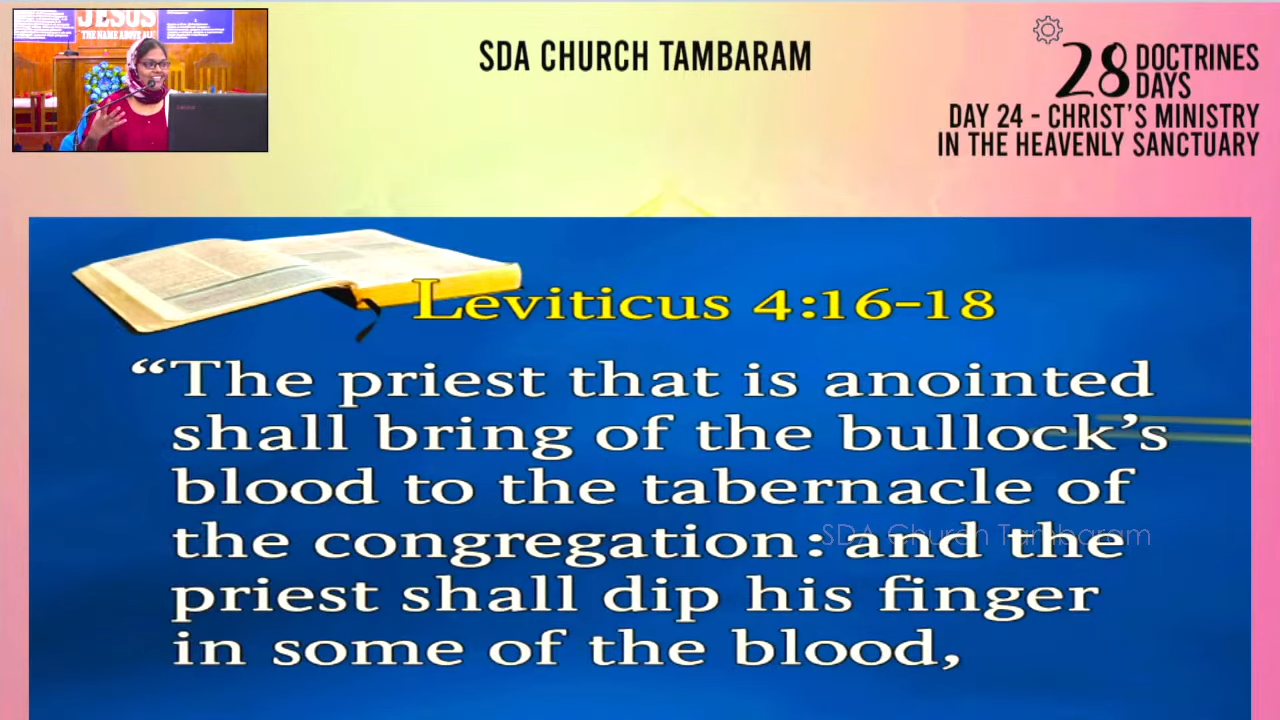 JESUS
THE NAME ABOVE ALL
SDA CHURCH TAMBARAM
28 DOCTRINES
DAYS
DAY 24 - CHRIST'S MINISTRY
IN THE HEAVENLY SANCTUARY
Leviticus 4:16-18
“The priest that is anointed
shall bring of the bullock’s
blood to the tabernacle of
the congregation: and the
priest shall dip his finger
in some of the blood,
SDA Church Tambaram